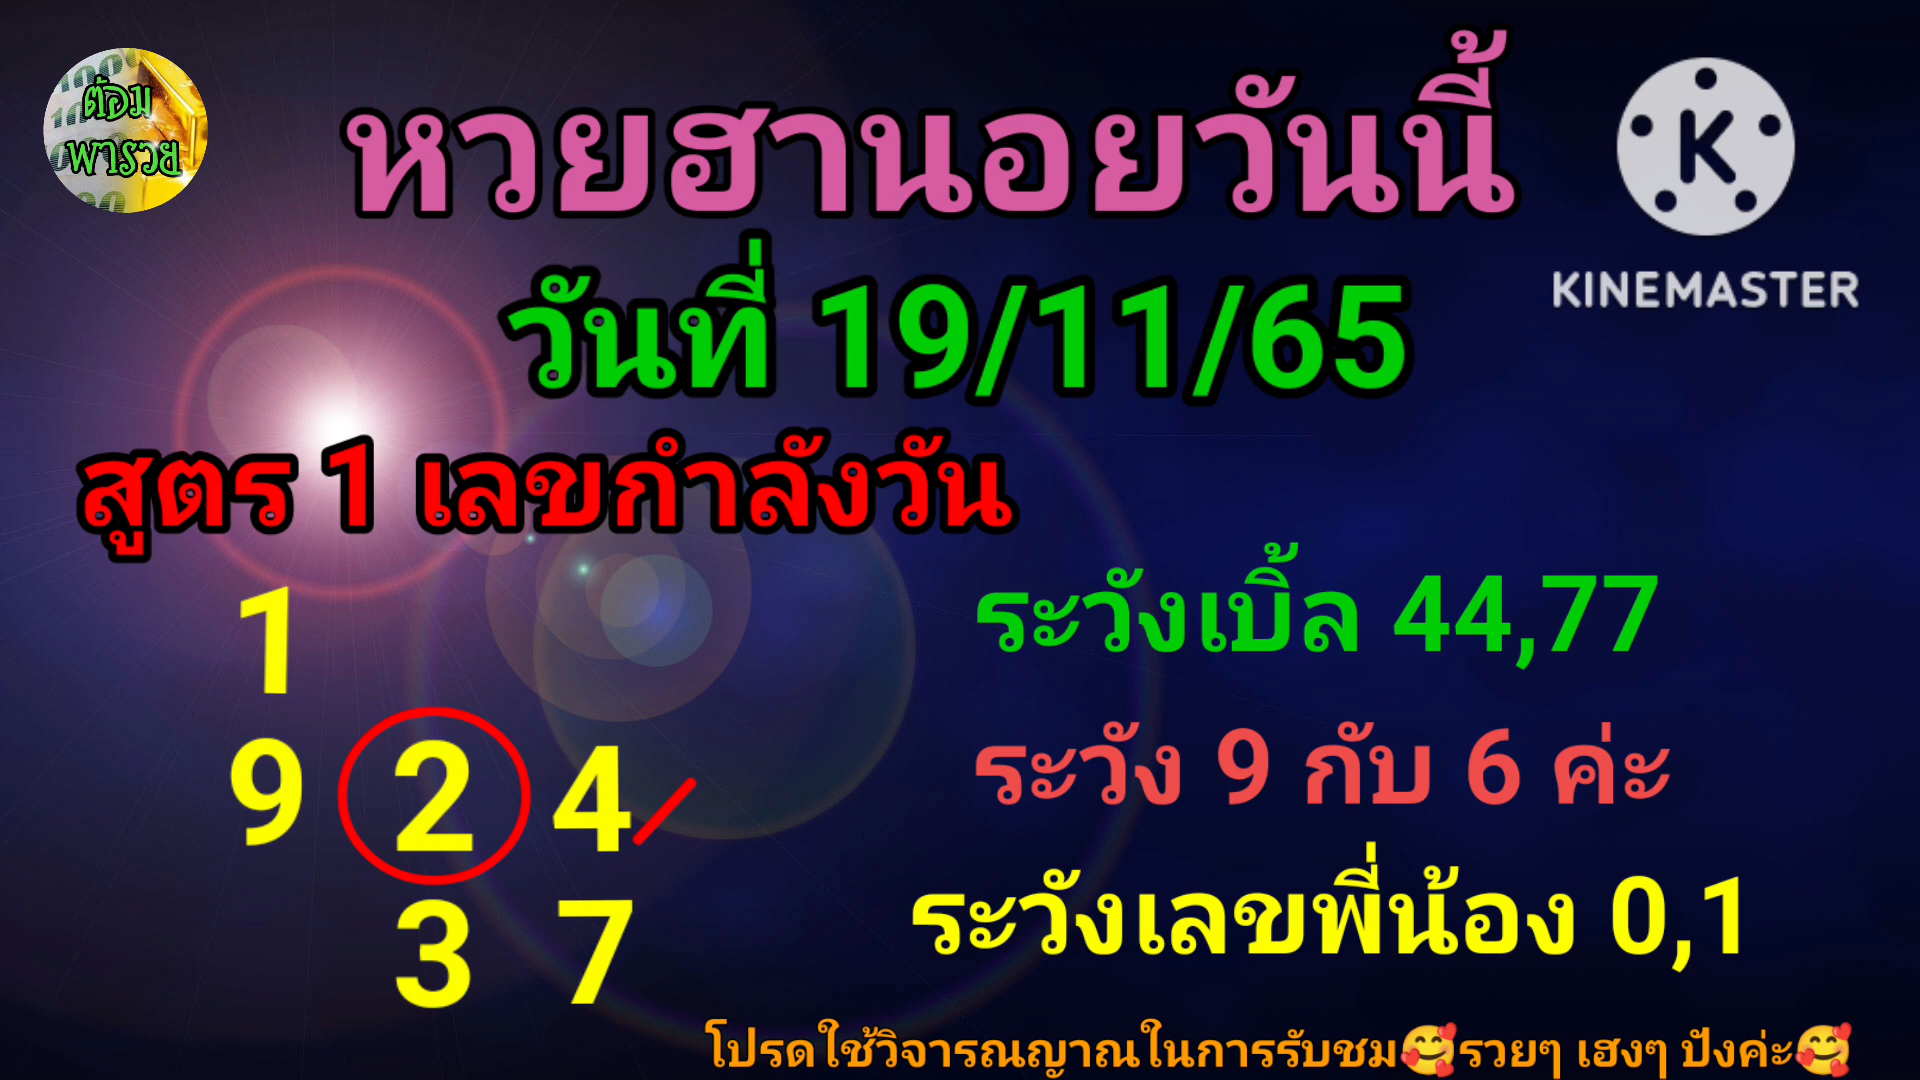 ต้อม
พารวย
หวยฮานอยวันนี้
K
KINEMASTER
วันที่ 19/11/65
สูตร 1 เลขกำลังวัน
1
9 2 4
3 7
ระวังเบิ้ล 44,77
ระวัง 9 กับ 6 ค่ะ
ระวังเลขพี่น้อง 0,1
โปรดใช้วิจารณญาณในการรับชม🥰รวยๆ เฮงๆ ปังค่ะ🥰